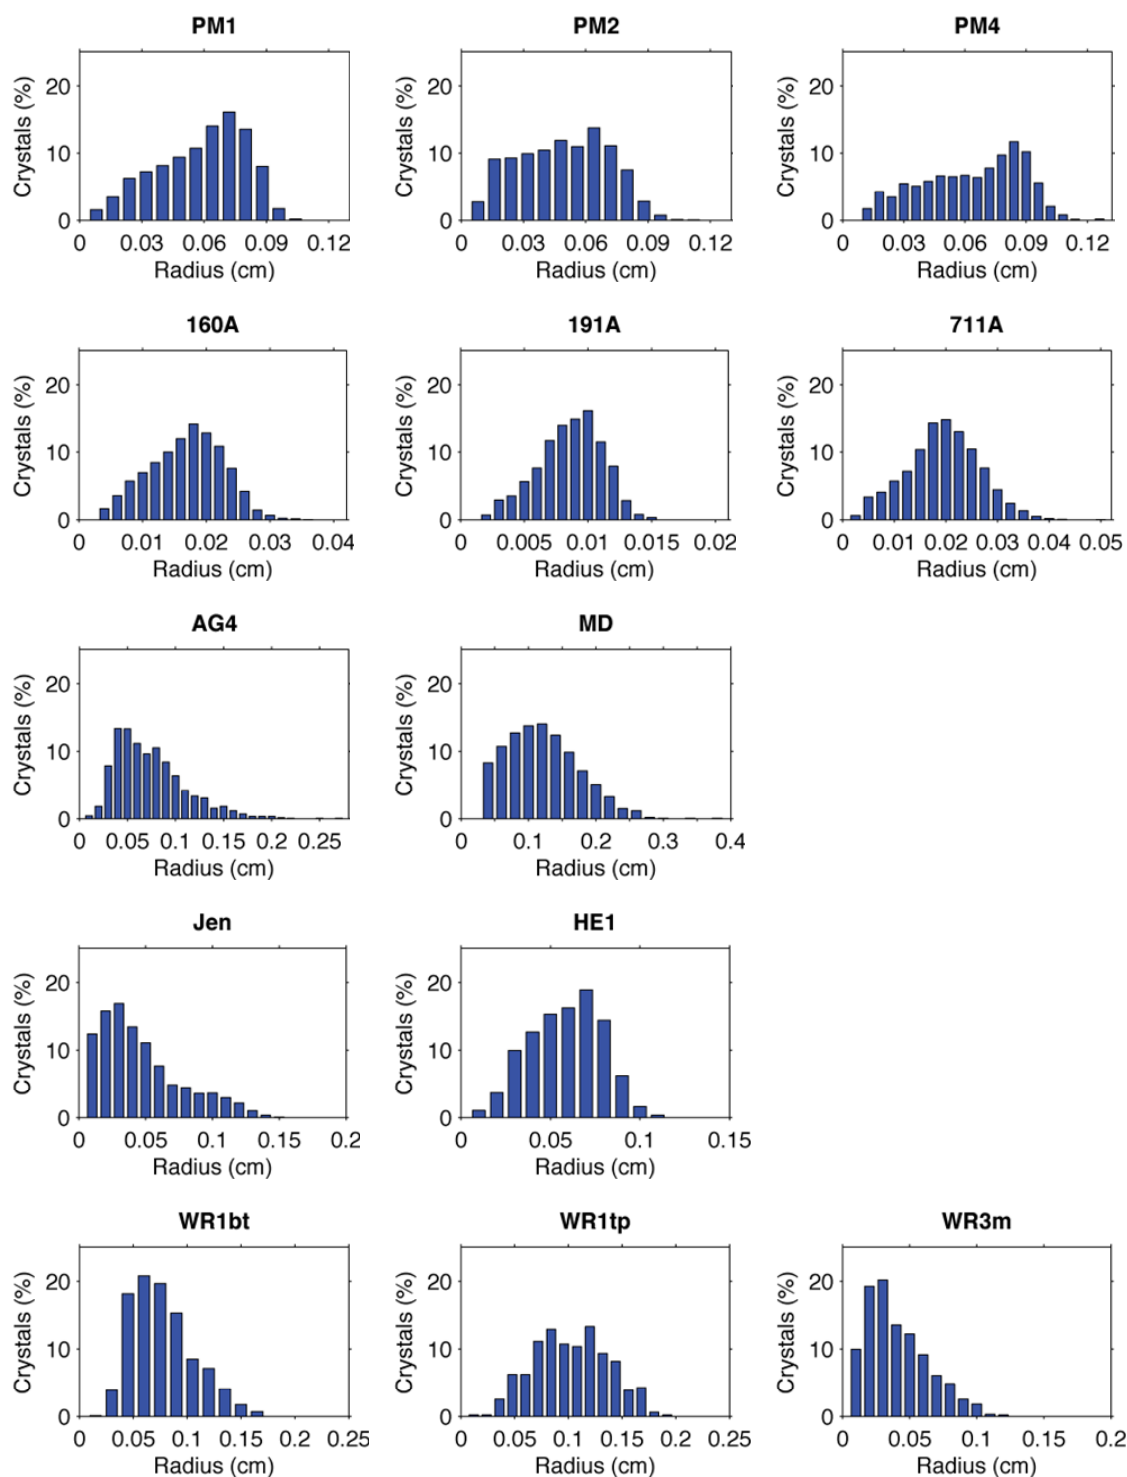 PM1 PM2 PM4
Crystals (%) 20 10 0 Crystals (%) 20 10 0 Crystals (%) 20 10 0
0 0.03 0.06 0.09 0.12 0 0.03 0.06 0.09 0.12 0 0.03 0.06 0.09 0.12
Radius (cm) Radius (cm) Radius (cm)
160A 191A 711A
Crystals (%) 20 10 0 Crystals (%) 20 10 0 Crystals (%) 20 10 0
0 0.01 0.02 0.03 0.04 0 0.005 0.01 0.015 0.02 0 0.01 0.02 0.03 0.04 0.05
Radius (cm) Radius (cm) Radius (cm)
AG4 MD
Crystals (%) 20 10 0 Crystals (%) 20 10 0
0 0.05 0.1 0.15 0.2 0.25 0 0.1 0.2 0.3 0.4
Radius (cm) Radius (cm)
Jen HE1
Crystals (%) 20 10 0 Crystals (%) 20 10 0
0 0.05 0.1 0.15 0.2 0 0.05 0.1 0.15
Radius (cm) Radius (cm)
WR1bt WR1tp WR3m
Crystals (%) 20 10 0 Crystals (%) 20 10 0 Crystals (%) 20 10 0
0 0.05 0.1 0.15 0.2 0.25 0 0.05 0.1 0.15 0.2 0.25 0 0.05 0.1 0.15 0.2
Radius (cm) Radius (cm) Radius (cm)